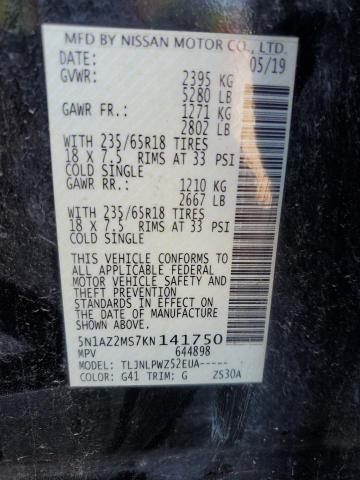 MFD BY NISSAN MOTOR CO., LTD.
DATE: 05/19
GVWR: 2395 KG
5280 LB
GAWR FR: 1271 KG
2802 LB
WITH 235/65R18 TIRES
18 X 7.5 RIMS AT 33 PSI
COLD SINGLE
GAWR RR: 1210 KG
2667 LB
WITH 235/65R18 TIRES
18 X 7.5 RIMS AT 33 PSI
COLD SINGLE
THIS VEHICLE CONFORMS TO
ALL APPLICABLE FEDERAL
MOTOR VEHICLE SAFETY
AND THEFT PREVENTION
STANDARDS IN EFFECT ON
THE DATE OF MANUFACTURE
SHOWN ABOVE.
5N1AZ2MS7KN141750
MPV 644898
MODEL: TLJNLPWZ52EUA-----
COLOR: G41 TRIM: G ZS30A